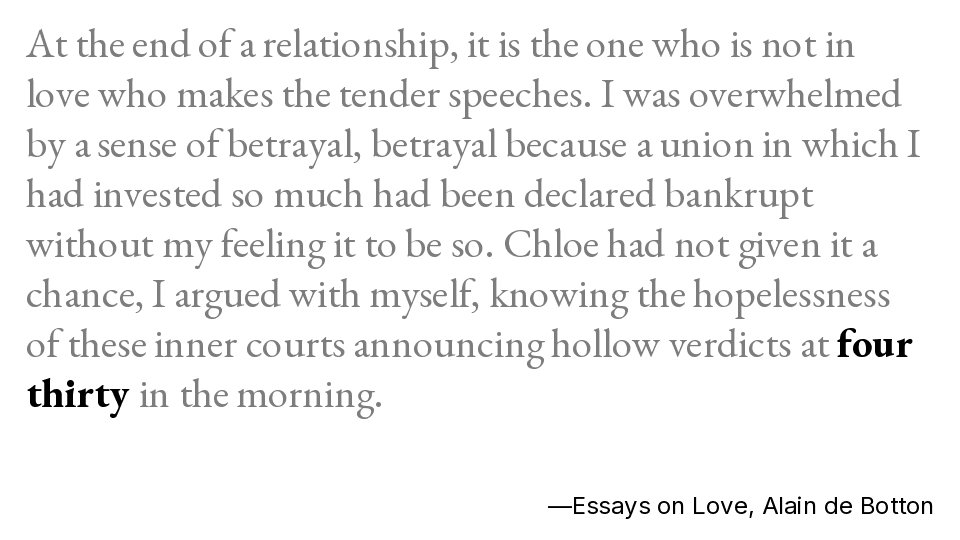 At the end of a relationship, it is the one who is not in
love who makes the tender speeches. I was overwhelmed
by a sense of betrayal, betrayal because a union in which I
had invested so much had been declared bankrupt
without my feeling it to be so. Chloe had not given it a
chance, I argued with myself, knowing the hopelessness
of these inner courts announcing hollow verdicts at four
thirty in the morning.
—Essays on Love, Alain de Botton